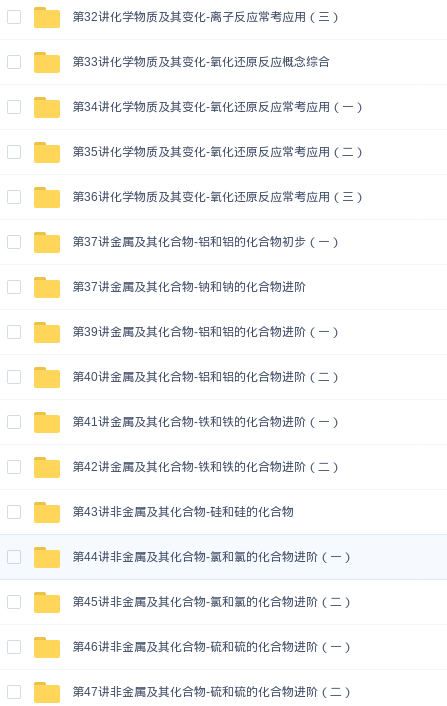 第32讲化学物质及其变化-离子反应常考应用（三）
第33讲化学物质及其变化-氧化还原反应概念综合
第34讲化学物质及其变化-氧化还原反应常考应用（一）
第35讲化学物质及其变化-氧化还原反应常考应用（二）
第36讲化学物质及其变化-氧化还原反应常考应用（三）
第37讲金属及其化合物-铝和铝的化合物初步（一）
第37讲金属及其化合物-钠和钠的化合物进阶
第39讲金属及其化合物-铝和铝的化合物进阶（一）
第40讲金属及其化合物-铝和铝的化合物进阶（二）
第41讲金属及其化合物-铁和铁的化合物进阶（一）
第42讲金属及其化合物-铁和铁的化合物进阶（二）
第43讲非金属及其化合物-硅和硅的化合物
第44讲非金属及其化合物-氯和氯的化合物进阶（一）
第45讲非金属及其化合物-氯和氯的化合物进阶（二）
第46讲非金属及其化合物-硫和硫的化合物进阶（一）
第47讲非金属及其化合物-硫和硫的化合物进阶（二）